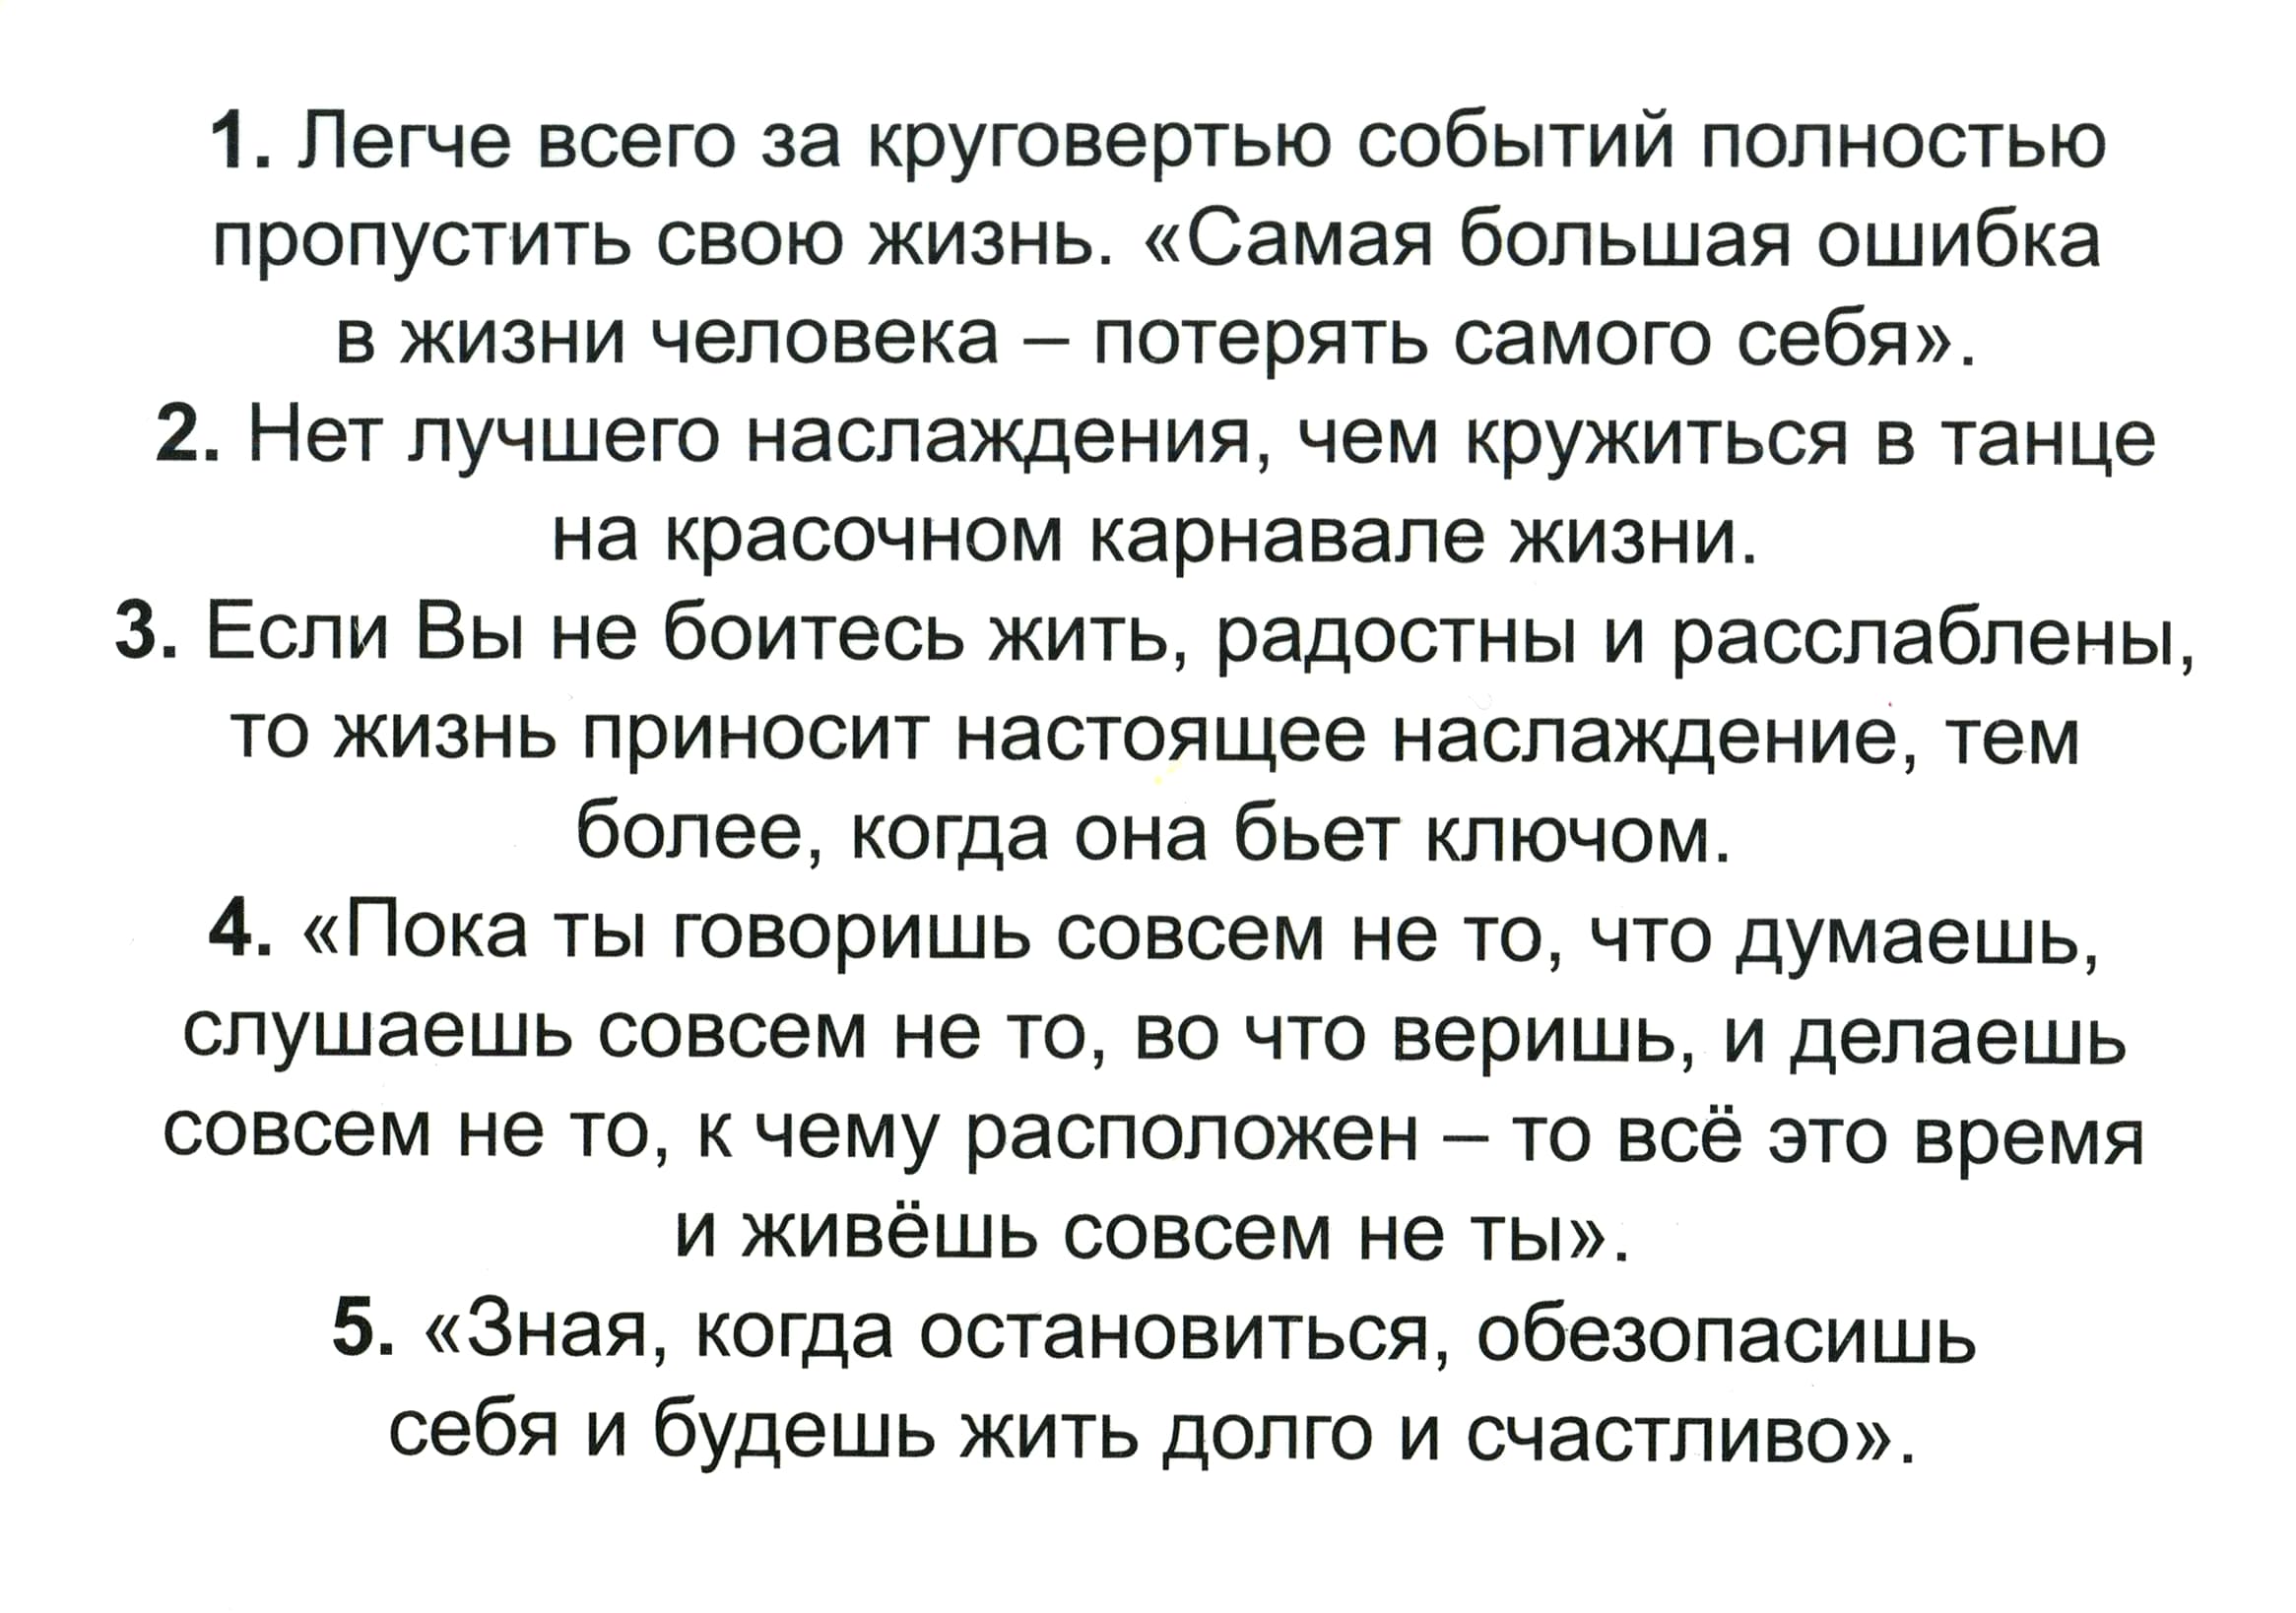 1. Легче всего за круговертью событий полностью
пропустить свою жизнь. «Самая большая ошибка
в жизни человека – потерять самого себя».
2. Нет лучшего наслаждения, чем кружиться в танце
на красочном карнавале жизни.
3. Если Вы не боитесь жить, радостны и расслаблены,
то жизнь приносит настоящее наслаждение, тем
более, когда она бьет ключом.
4. «Пока ты говоришь совсем не то, что думаешь,
слушаешь совсем не то, во что веришь, и делаешь
совсем не то, к чему расположен – то всё это время
и живёшь совсем не ты».
5. «Зная, когда остановиться, обезопасишь
себя и будешь жить долго и счастливо».